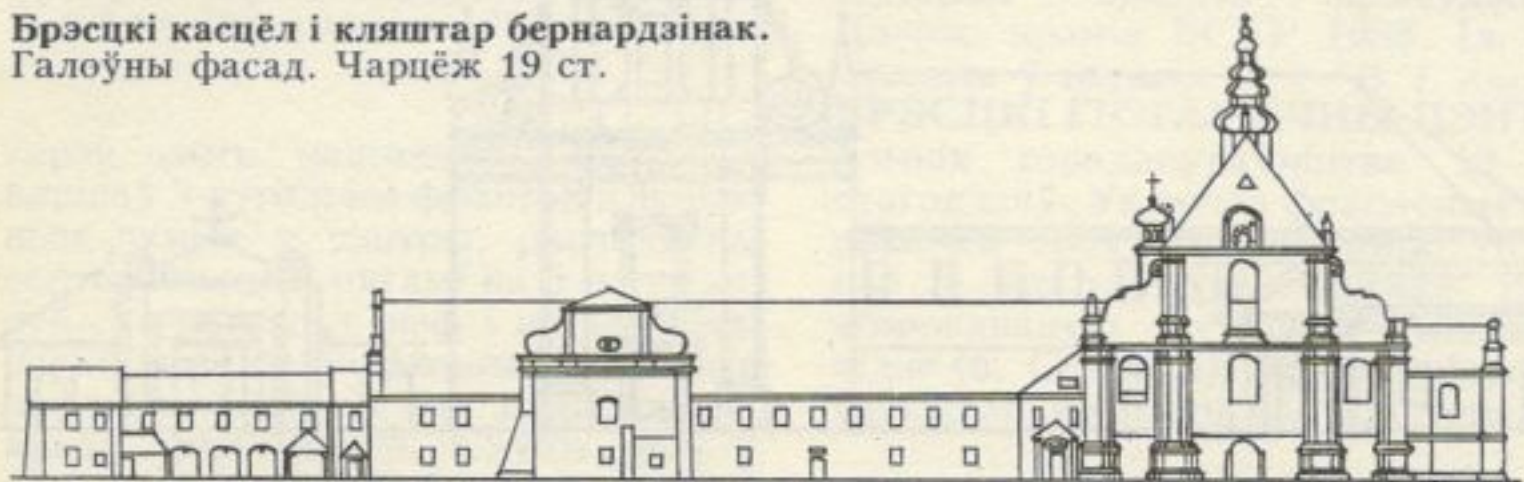 Брэсцкі касцёл і кляштар бернардзінак.
Галоўны фасад. Чарцёж 19 ст.